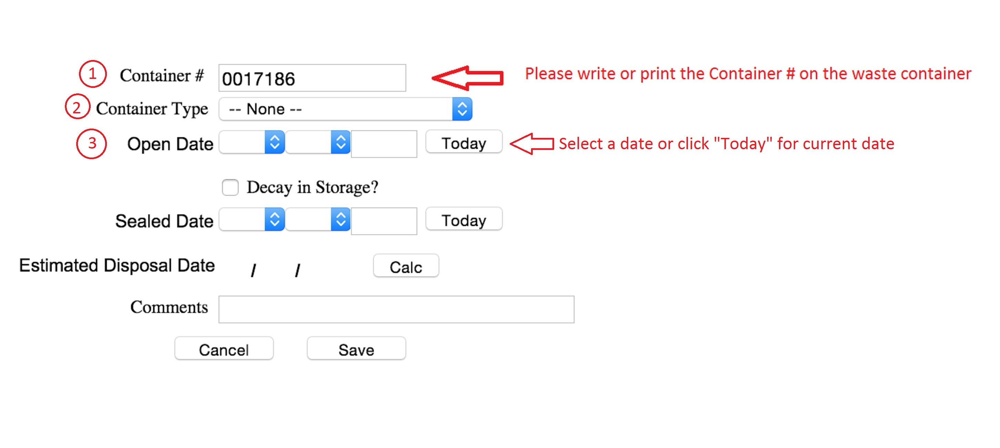 1 Container # 0017186 Please write or print the Container # on the waste container
2 Container Type -- None --
3 Open Date Today Select a date or click "Today" for current date
Decay in Storage?
Sealed Date Today
Estimated Disposal Date / / Calc
Comments
Cancel Save